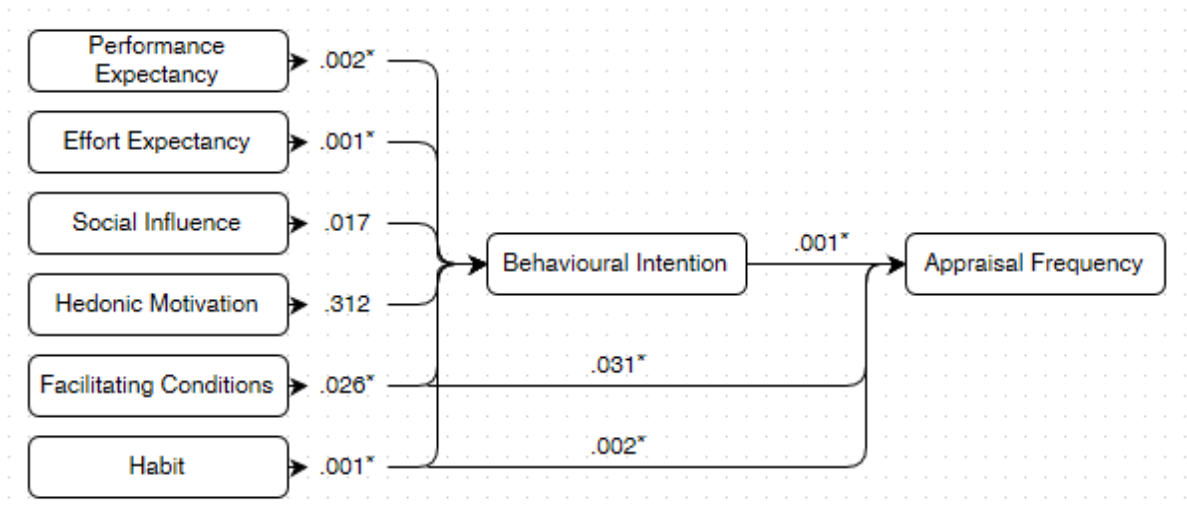 Performance
Expectancy
.002*
Effort Expectancy
.001*
Social Influence
.017
Hedonic Motivation
.312
Facilitating Conditions
.026*
Habit
.001*
Behavioural Intention
.001*
Appraisal Frequency
.031*
.002*